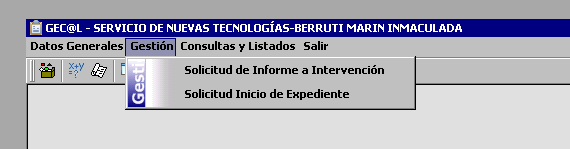 GEC@L - SERVICIO DE NUEVAS TECNOLOGÍAS-BERRUTI MARIN INMACULADA
Datos Generales Gestión Consultas y Listados Salir
x+y =?
Gesti
Solicitud de Informe a Intervención
Solicitud Inicio de Expediente